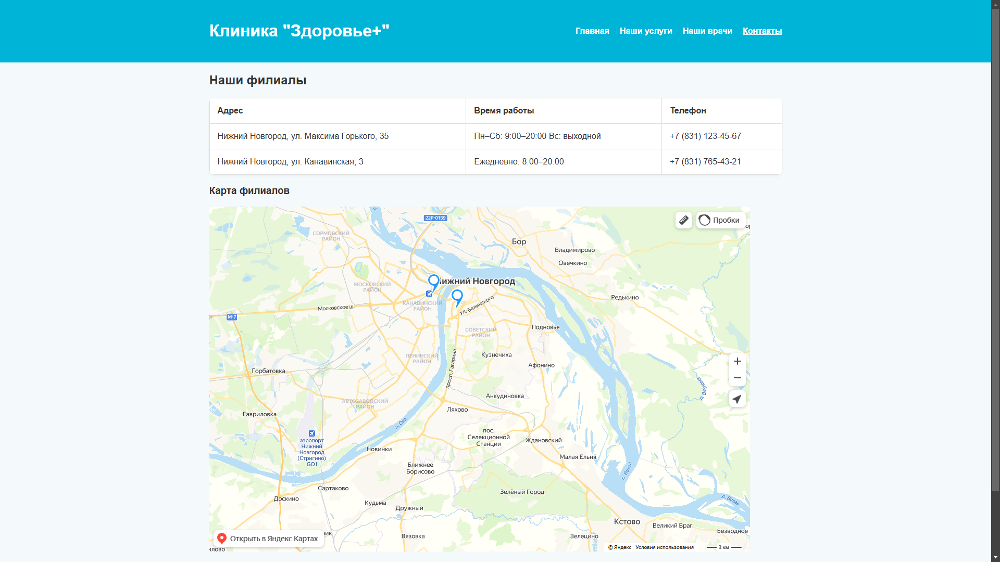 Клиника "Здоровье+"
Главная Наши услуги Наши врачи Контакты
Наши филиалы
Адрес Время работы Телефон
Нижний Новгород, ул. Максима Горького, 35 Пн–Сб: 9:00–20:00 Вс: выходной +7 (831) 123-45-67
Нижний Новгород, ул. Канавинская, 3 Ежедневно: 8:00–20:00 +7 (831) 765-43-21
Карта филиалов
22Р-0159
Пробки
СОРМОВСКИЙ
РАЙОН
Бор
Владимирово
Овечкино
Нижний Новгород
МОСКОВСКИЙ
РАЙОН
Редькино
КАНАВИНСКИЙ
РАЙОН
ул. Белинского
Московское ш.
М-7
Подновье
СОВЕТСКИЙ
РАЙОН
Кузнечиха
ЛЕНИНСКИЙ
РАЙОН
Афонино
просп. Гагарина
Горбатовка
Анкудиновка
АВТОЗАВОДСКИЙ
РАЙОН
Ляхово
Гавриловка
р. Ока
пос.
Селекционной
Станции
аэропорт
Нижний
Новгород
(Стригино)
GOJ
Ждановский
Новинки
Малая Ельня
Ближнее
Борисово
р. Волга
Сартаково
Зелёный Город
Доскино
р. Волга
Кудьма
Дружный
Кстово
Великий Враг
Безводное
Вязовка
Зелецино
Открыть в Яндекс Картах
илово
© Яндекс Условия использования 3 км